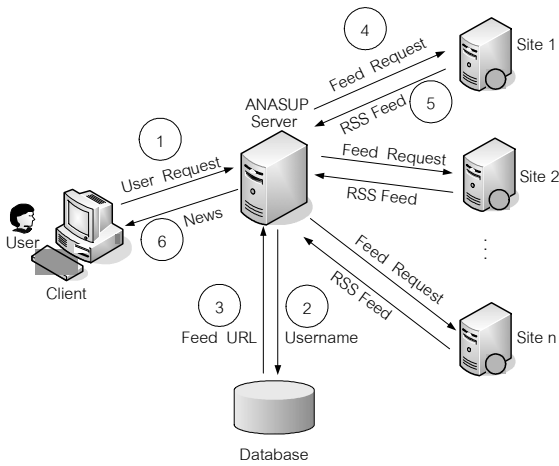 4
Site 1
Feed Request
5
RSS Feed
ANASUP
Server
1
User Request
Feed Request
Site 2
RSS Feed
6
News
User
Client
Feed Request
RSS Feed
3
2
Feed URL
Username
Site n
Database